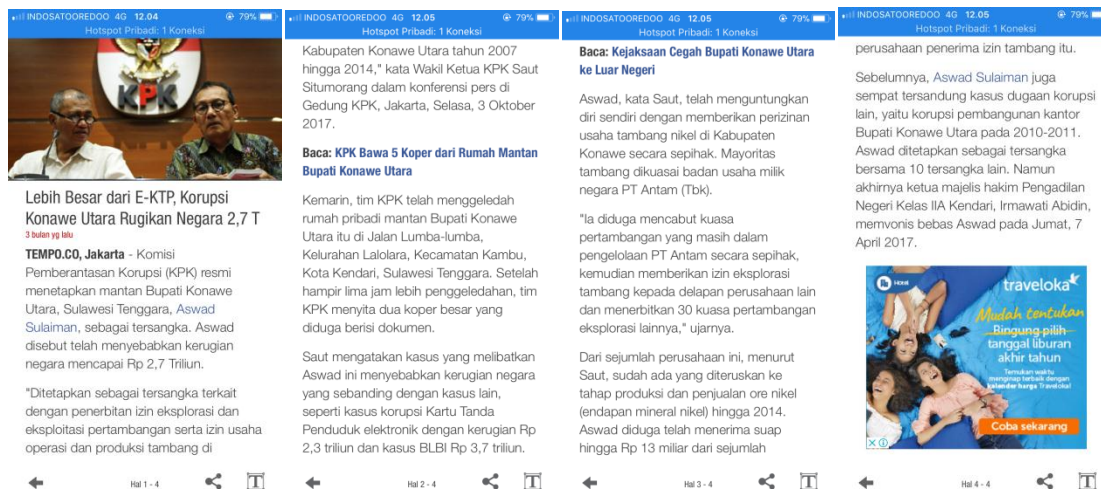 INDOSATOOREDOO 4G 12.04 79%
Hotspot Pribadi: 1 Koneksi
KPK
Lebih Besar dari E-KTP, Korupsi
Konawe Utara Rugikan Negara 2,7 T
3 bulan yg lalu
TEMPO.CO, Jakarta - Komisi
Pemberantasan Korupsi (KPK) resmi
menetapkan mantan Bupati Konawe
Utara, Sulawesi Tenggara, Aswad
Sulaiman, sebagai tersangka. Aswad
disebut telah menyebabkan kerugian
negara mencapai Rp 2,7 Triliun.
"Ditetapkan sebagai tersangka terkait
dengan penerbitan izin eksplorasi dan
eksploitasi pertambangan serta izin usaha
operasi dan produksi tambang di
Hal 1 - 4
T
INDOSATOOREDOO 4G 12.05 79%
Hotspot Pribadi: 1 Koneksi
Kabupaten Konawe Utara tahun 2007
hingga 2014," kata Wakil Ketua KPK Saut
Situmorang dalam konferensi pers di
Gedung KPK, Jakarta, Selasa, 3 Oktober
2017.
Baca: KPK Bawa 5 Koper dari Rumah Mantan
Bupati Konawe Utara
Kemarin, tim KPK telah menggeledah
rumah pribadi mantan Bupati Konawe
Utara itu di Jalan Lumba-lumba,
Kelurahan Lalolara, Kecamatan Kambu,
Kota Kendari, Sulawesi Tenggara. Setelah
hampir lima jam lebih penggeledahan, tim
KPK menyita dua koper besar yang
diduga berisi dokumen.
Saut mengatakan kasus yang melibatkan
Aswad ini menyebabkan kerugian negara
yang sebanding dengan kasus lain,
seperti kasus korupsi Kartu Tanda
Penduduk elektronik dengan kerugian Rp
2,3 triliun dan kasus BLBI Rp 3,7 triliun.
Hal 2 - 4
T
INDOSATOOREDOO 4G 12.05 79%
Hotspot Pribadi: 1 Koneksi
Baca: Kejaksaan Cegah Bupati Konawe Utara
ke Luar Negeri
Aswad, kata Saut, telah menguntungkan
diri sendiri dengan memberikan perizinan
usaha tambang nikel di Kabupaten
Konawe secara sepihak. Mayoritas
tambang dikuasai badan usaha milik
negara PT Antam (Tbk).
"Ia diduga mencabut kuasa
pertambangan yang masih dalam
pengelolaan PT Antam secara sepihak,
kemudian memberikan izin eksplorasi
tambang kepada delapan perusahaan lain
dan menerbitkan 30 kuasa pertambangan
eksplorasi lainnya," ujarnya.
Dari sejumlah perusahaan ini, menurut
Saut, sudah ada yang diteruskan ke
tahap produksi dan penjualan ore nikel
(endapan mineral nikel) hingga 2014.
Aswad diduga telah menerima suap
hingga Rp 13 miliar dari sejumlah
Hal 3 - 4
T
INDOSATOOREDOO 4G 12.05 79%
Hotspot Pribadi: 1 Koneksi
perusahaan penerima izin tambang itu.
Sebelumnya, Aswad Sulaiman juga
sempat tersandung kasus dugaan korupsi
lain, yaitu korupsi pembangunan kantor
Bupati Konawe Utara pada 2010-2011.
Aswad ditetapkan sebagai tersangka
bersama 10 tersangka lain. Namun
akhirnya ketua majelis hakim Pengadilan
Negeri Kelas IIA Kendari, Irmawati Abidin,
memvonis bebas Aswad pada Jumat, 7
April 2017.
Hotel
traveloka
Mudah tentukan
Bingung pilih
tanggal liburan
akhir tahun
Temukan waktu
menginap terbaik dengan
kalender harga Traveloka!
Coba sekarang
Hal 4 - 4
T